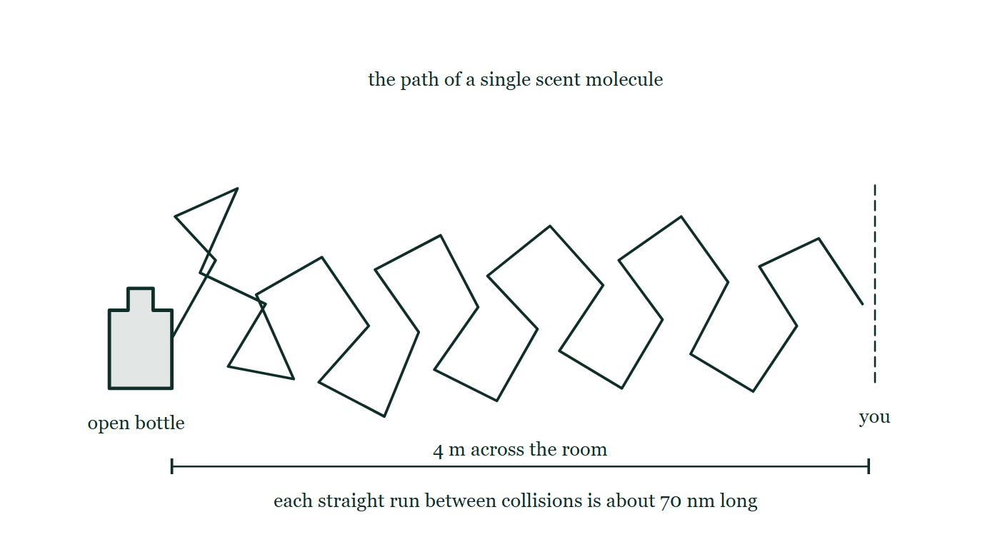 the path of a single scent molecule
open bottle
you
4 m across the room
each straight run between collisions is about 70 nm long